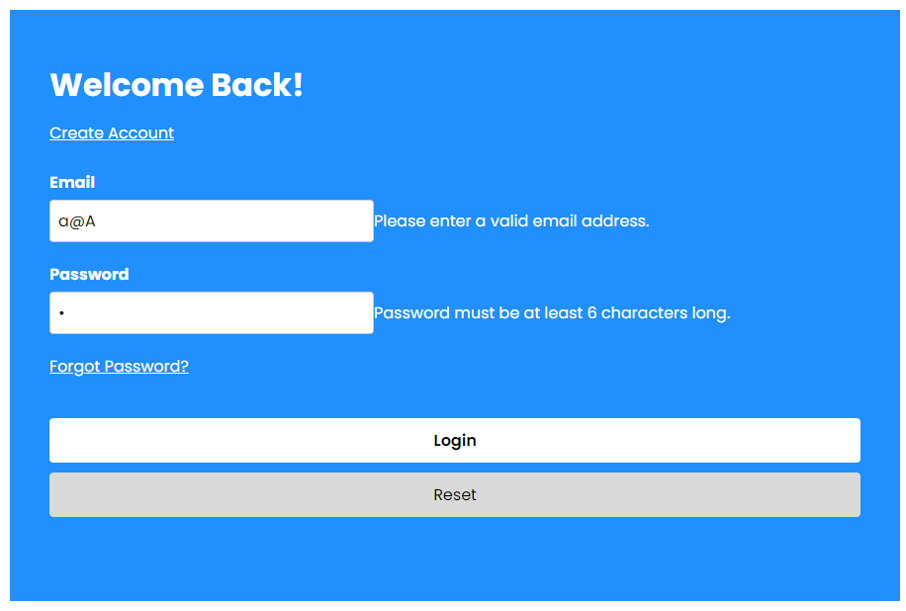 Welcome Back!
Create Account
Email
a@A Please enter a valid email address.
Password
• Password must be at least 6 characters long.
Forgot Password?
Login
Reset